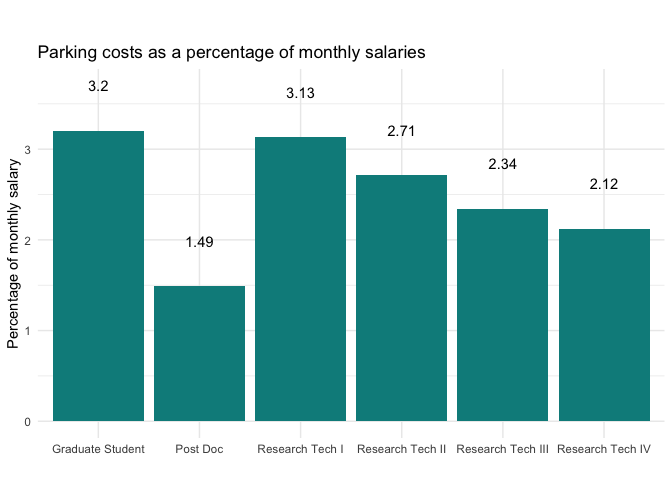 Parking costs as a percentage of monthly salaries
3.2
3.13
2.71
2.34
2.12
1.49
Percentage of monthly salary
3
2
1
0
Graduate Student
Post Doc
Research Tech I
Research Tech II
Research Tech III
Research Tech IV